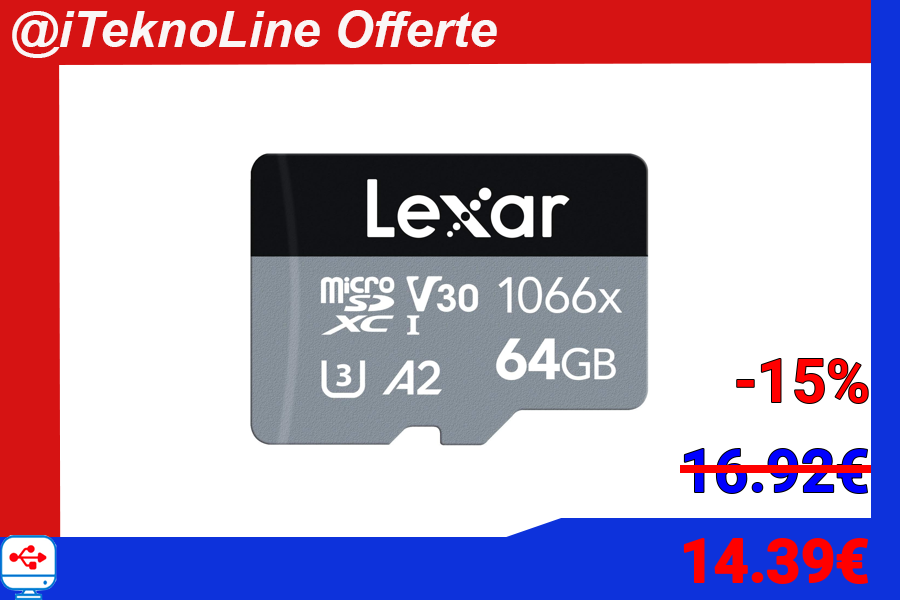 @iTeknoLine Offerte
Lexar
micro SD XC I V30 1066x
64GB
U3 A2
-15%
16.92€
14.39€